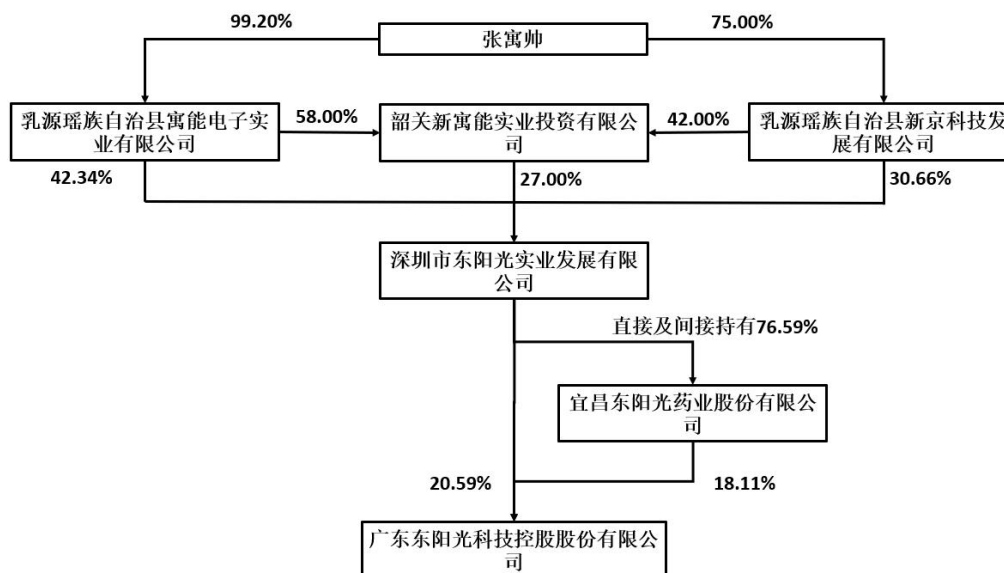 99.20%
张寓帅
75.00%
乳源瑶族自治县寓能电子实
业有限公司
58.00%
韶关新寓能实业投资有限公
司
42.00%
乳源瑶族自治县新京科技发
展有限公司
42.34%
27.00%
30.66%
深圳市东阳光实业发展有限
公司
直接及间接持有76.59%
宜昌东阳光药业股份有限公
司
20.59%
18.11%
广东东阳光科技控股股份有限公
司